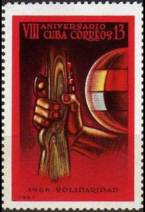 VIII ANIVERSARIO
CUBA CORREOS 13
1966 SOLIDARIDAD